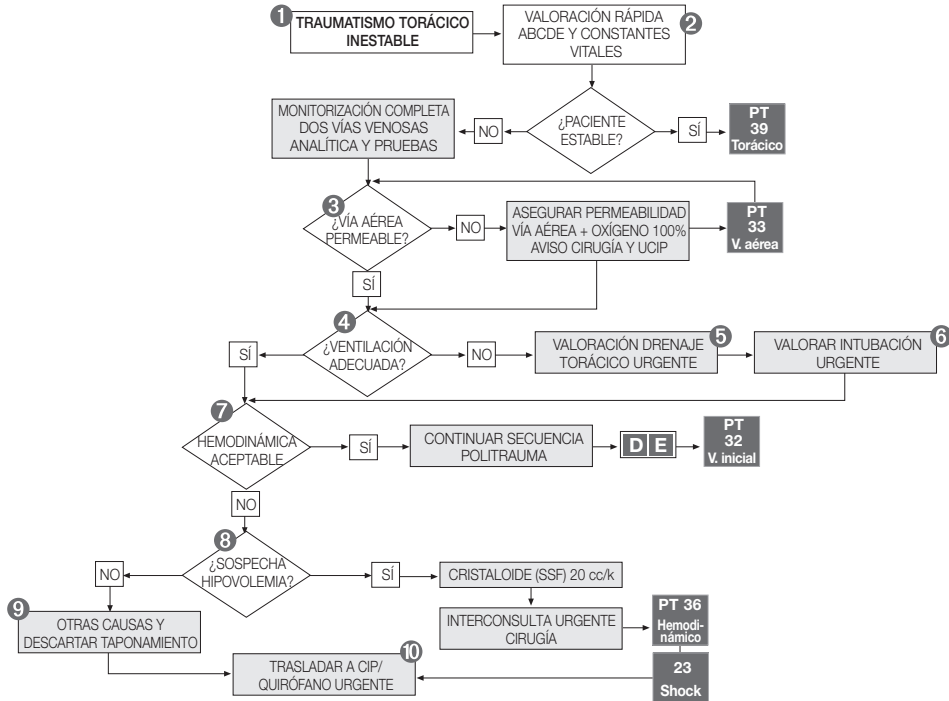 1
TRAUMATISMO TORÁCICO
INESTABLE
VALORACIÓN RÁPIDA
ABCDE Y CONSTANTES
VITALES
2
MONITORIZACIÓN COMPLETA
DOS VÍAS VENOSAS
ANALÍTICA Y PRUEBAS
NO
¿PACIENTE
ESTABLE?
SÍ
PT
39
Torácico
3
¿VÍA AÉREA
PERMEABLE?
NO
ASEGURAR PERMEABILIDAD
VÍA AÉREA + OXÍGENO 100%
AVISO CIRUGÍA Y UCIP
PT
33
V. aérea
SÍ
4
¿VENTILACIÓN
ADECUADA?
SÍ
NO
VALORACIÓN DRENAJE
TORÁCICO URGENTE
5
VALORAR INTUBACIÓN
URGENTE
6
7
HEMODINÁMICA
ACEPTABLE
SÍ
CONTINUAR SECUENCIA
POLITRAUMA
D E
PT
32
V. inicial
NO
8
¿SOSPECHA
HIPOVOLEMIA?
NO
SÍ
CRISTALOIDE (SSF) 20 cc/k
9
OTRAS CAUSAS Y
DESCARTAR TAPONAMIENTO
INTERCONSULTA URGENTE
CIRUGÍA
PT 36
Hemodi-
námico
10
TRASLADAR A CIP/
QUIRÓFANO URGENTE
23
Shock